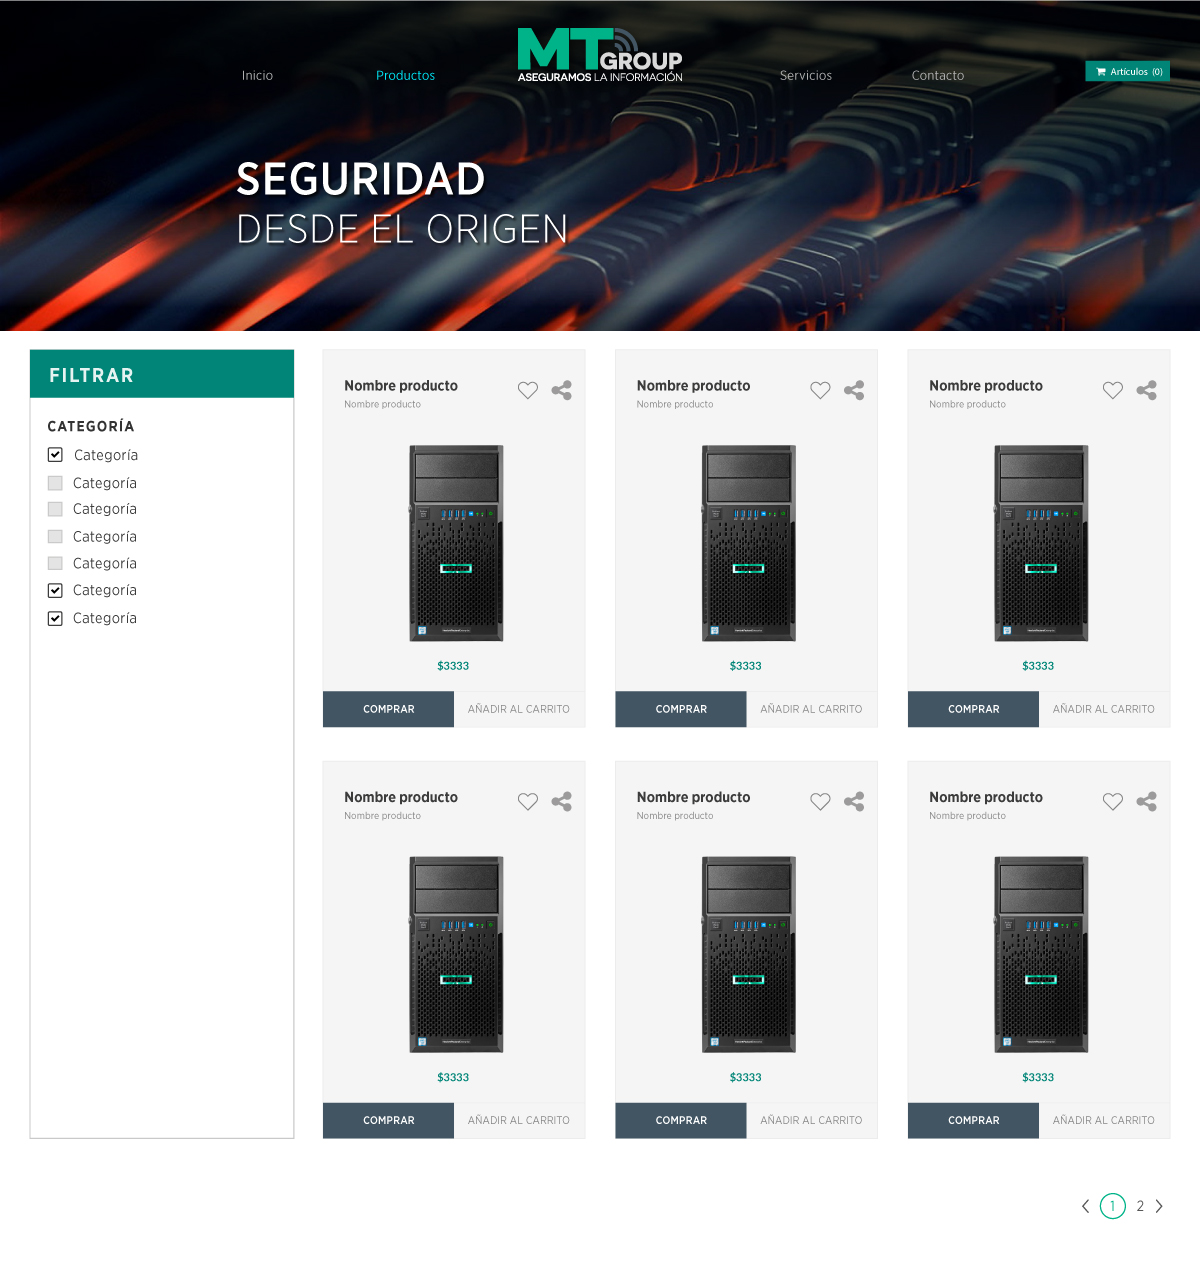 MT GROUP
ASEGURAMOS LA INFORMACIÓN
Inicio
Productos
Servicios
Contacto
Artículos (0)
SEGURIDAD
DESDE EL ORIGEN
FILTRAR
CATEGORÍA
Categoría
Categoría
Categoría
Categoría
Categoría
Categoría
Categoría
Nombre producto
Nombre producto
$3333
COMPRAR
AÑADIR AL CARRITO
Nombre producto
Nombre producto
$3333
COMPRAR
AÑADIR AL CARRITO
Nombre producto
Nombre producto
$3333
COMPRAR
AÑADIR AL CARRITO
Nombre producto
Nombre producto
$3333
COMPRAR
AÑADIR AL CARRITO
Nombre producto
Nombre producto
$3333
COMPRAR
AÑADIR AL CARRITO
Nombre producto
Nombre producto
$3333
COMPRAR
AÑADIR AL CARRITO
1 2